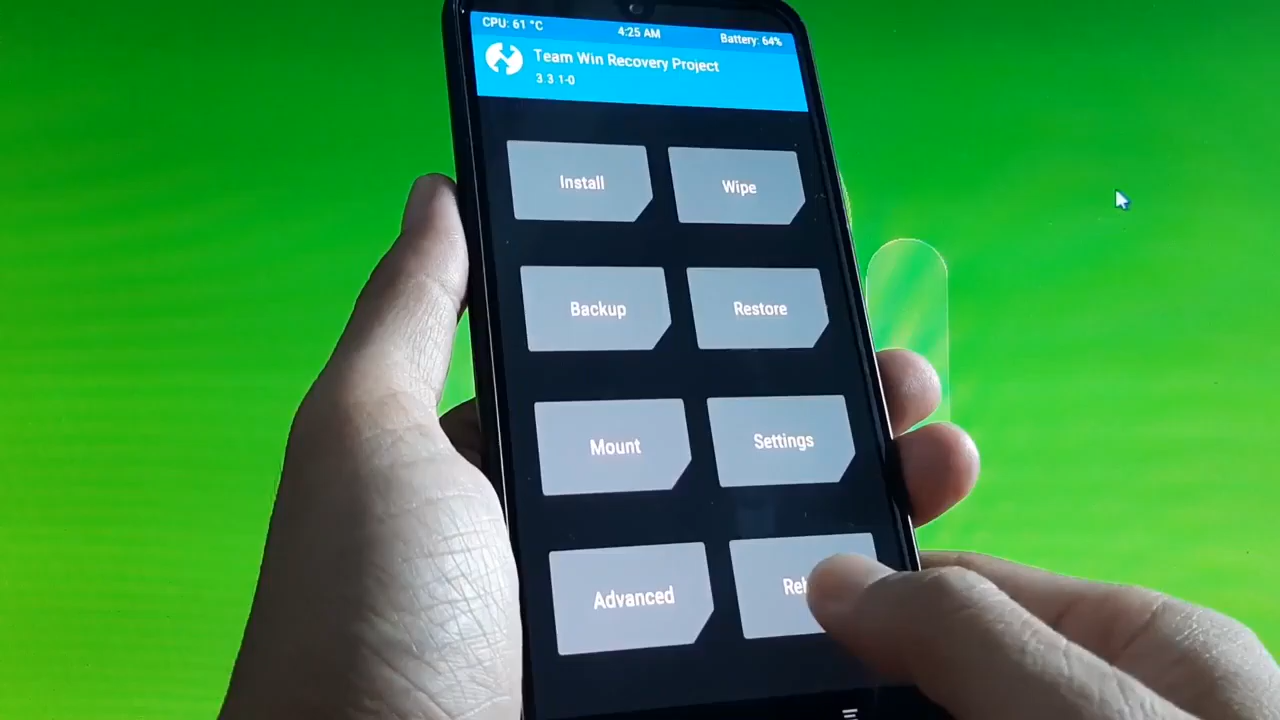 CPU: 61 °C 4:25 AM Battery: 64%
Team Win Recovery Project
3.3.1-0
Install Wipe
Backup Restore
Mount Settings
Advanced